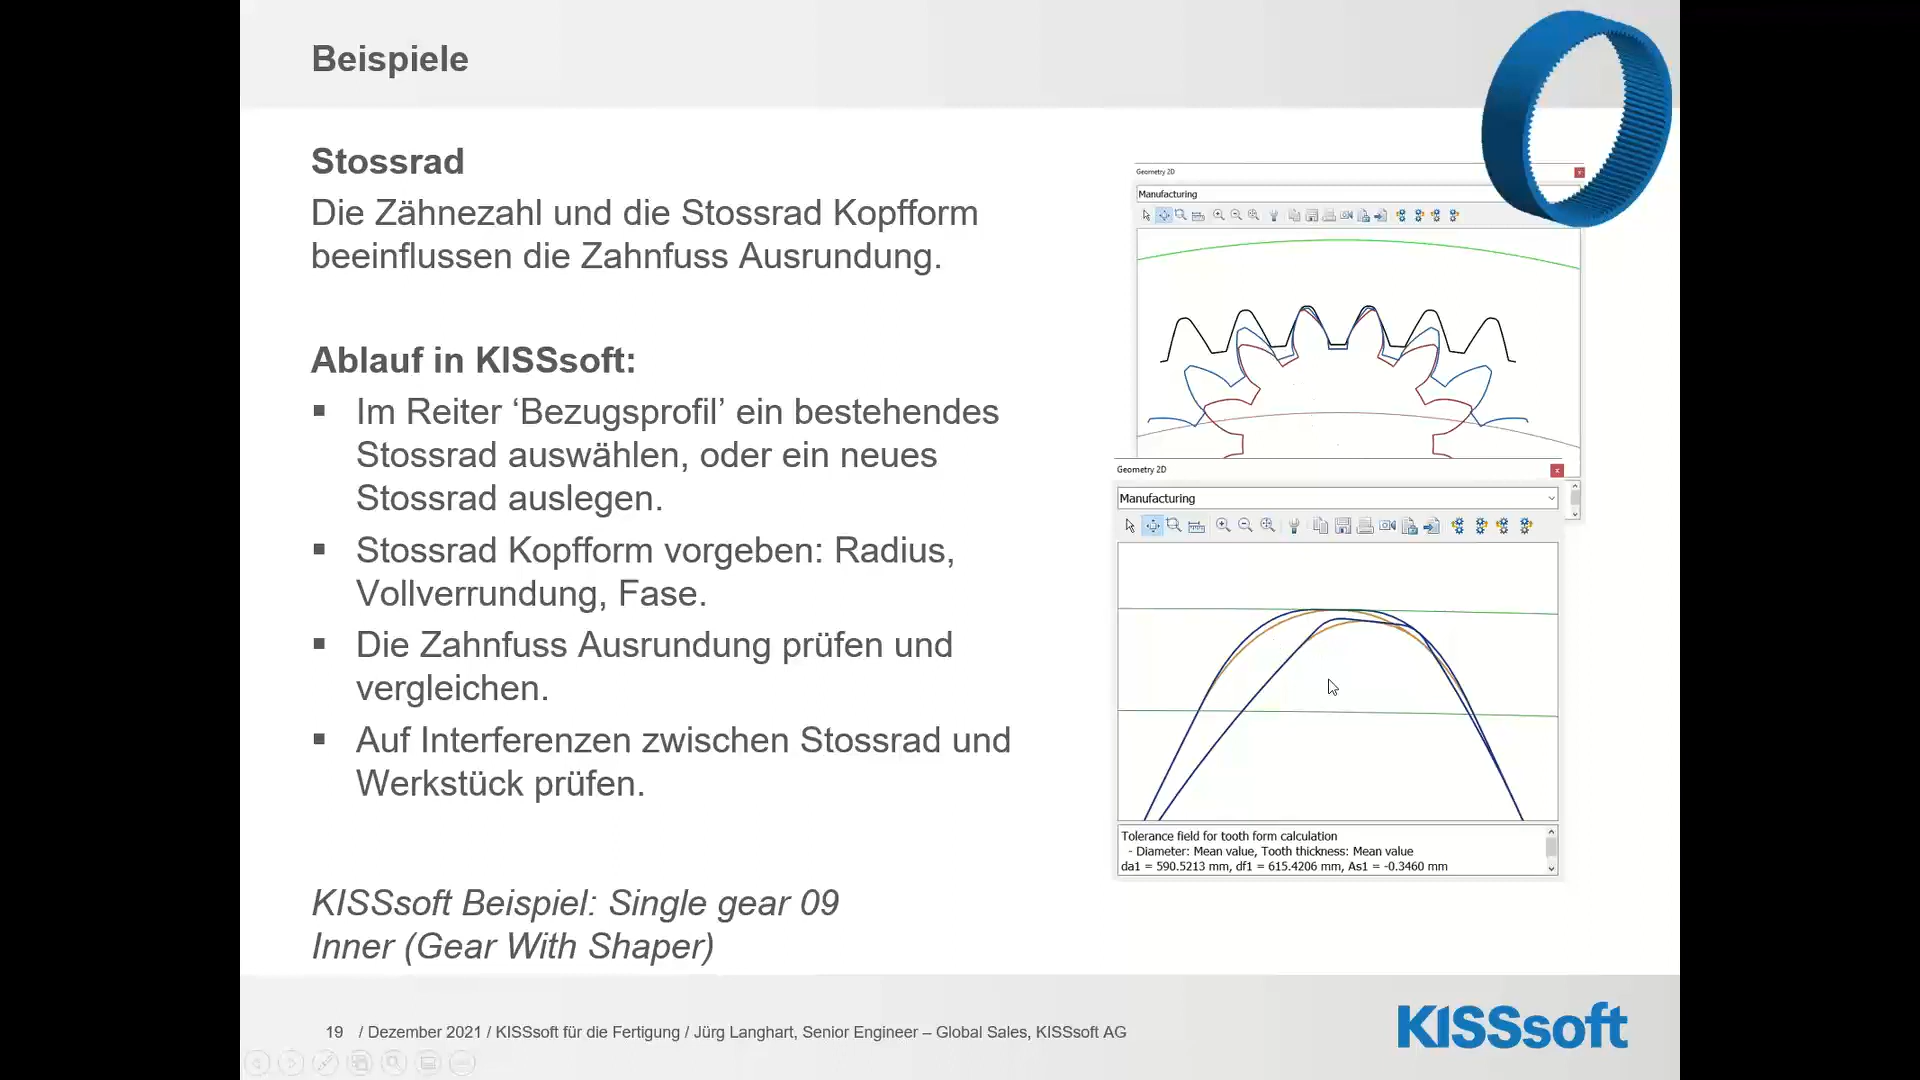 Beispiele
Stossrad
Die Zähnezahl und die Stossrad Kopfform
beeinflussen die Zahnfuss Ausrundung.
Ablauf in KISSsoft:
▪ Im Reiter ‘Bezugsprofil’ ein bestehendes
Stossrad auswählen, oder ein neues
Stossrad auslegen.
▪ Stossrad Kopfform vorgeben: Radius,
Vollverrundung, Fase.
▪ Die Zahnfuss Ausrundung prüfen und
vergleichen.
▪ Auf Interferenzen zwischen Stossrad und
Werkstück prüfen.
KISSsoft Beispiel: Single gear 09
Inner (Gear With Shaper)
Geometry 2D
Manufacturing
Geometry 2D
Manufacturing
Tolerance field for tooth form calculation
- Diameter: Mean value, Tooth thickness: Mean value
da1 = 590.5213 mm, df1 = 615.4206 mm, As1 = -0.3460 mm
19 / Dezember 2021 / KISSsoft für die Fertigung / Jürg Langhart, Senior Engineer – Global Sales, KISSsoft AG
KISSsoft